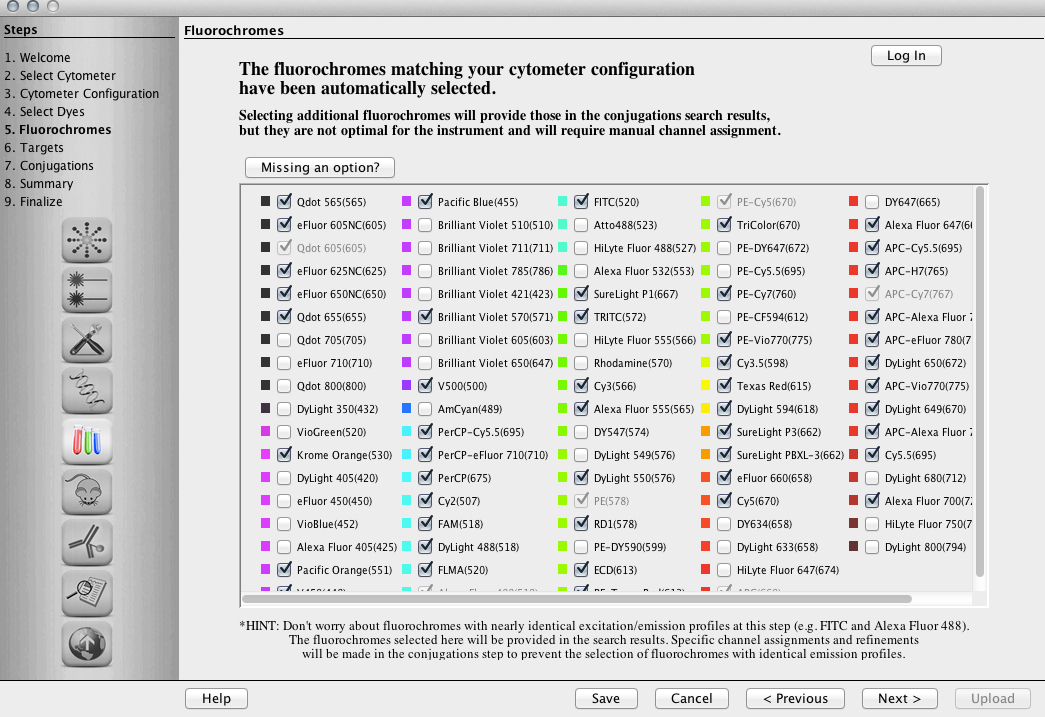 Steps
1. Welcome
2. Select Cytometer
3. Cytometer Configuration
4. Select Dyes
5. Fluorochromes
6. Targets
7. Conjugations
8. Summary
9. Finalize
Fluorochromes
Log In
The fluorochromes matching your cytometer configuration
have been automatically selected.
Selecting additional fluorochromes will provide those in the conjugations search results,
but they are not optimal for the instrument and will require manual channel assignment.
Missing an option?
Qdot 565(565)
eFluor 605NC(605)
Qdot 605(605)
eFluor 625NC(625)
eFluor 650NC(650)
Qdot 655(655)
Qdot 705(705)
eFluor 710(710)
Qdot 800(800)
DyLight 350(432)
VioGreen(520)
Krome Orange(530)
DyLight 405(420)
eFluor 450(450)
VioBlue(452)
Alexa Fluor 405(425)
Pacific Orange(551)
Pacific Blue(455)
Brilliant Violet 510(510)
Brilliant Violet 711(711)
Brilliant Violet 785(786)
Brilliant Violet 421(423)
Brilliant Violet 570(571)
Brilliant Violet 605(603)
Brilliant Violet 650(647)
V500(500)
AmCyan(489)
PerCP-Cy5.5(695)
PerCP-eFluor 710(710)
PerCP(675)
Cy2(507)
FAM(518)
DyLight 488(518)
FLMA(520)
FITC(520)
Atto488(523)
HiLyte Fluor 488(527)
Alexa Fluor 532(553)
SureLight P1(667)
TRITC(572)
HiLyte Fluor 555(566)
Rhodamine(570)
Cy3(566)
Alexa Fluor 555(565)
DY547(574)
DyLight 549(576)
DyLight 550(576)
PE(578)
RD1(578)
PE-DY590(599)
ECD(613)
PE-Cy5(670)
TriColor(670)
PE-DY647(672)
PE-Cy5.5(695)
PE-Cy7(760)
PE-CF594(612)
PE-Vio770(775)
Cy3.5(598)
Texas Red(615)
DyLight 594(618)
SureLight P3(662)
SureLight PBXL-3(662)
eFluor 660(658)
Cy5(670)
DY634(658)
DyLight 633(658)
HiLyte Fluor 647(674)
DY647(665)
Alexa Fluor 647(6
APC-Cy5.5(695)
APC-H7(765)
APC-Cy7(767)
APC-Alexa Fluor 7
APC-eFluor 780(7
DyLight 650(672)
APC-Vio770(775)
DyLight 649(670)
APC-Alexa Fluor 7
Cy5.5(695)
DyLight 680(712)
Alexa Fluor 700(7
HiLyte Fluor 750(7
DyLight 800(794)
*HINT: Don't worry about fluorochromes with nearly identical excitation/emission profiles at this step (e.g. FITC and Alexa Fluor 488).
The fluorochromes selected here will be provided in the search results. Specific channel assignments and refinements
will be made in the conjugations step to prevent the selection of fluorochromes with identical emission profiles.
Help
Save
Cancel
< Previous
Next >
Upload